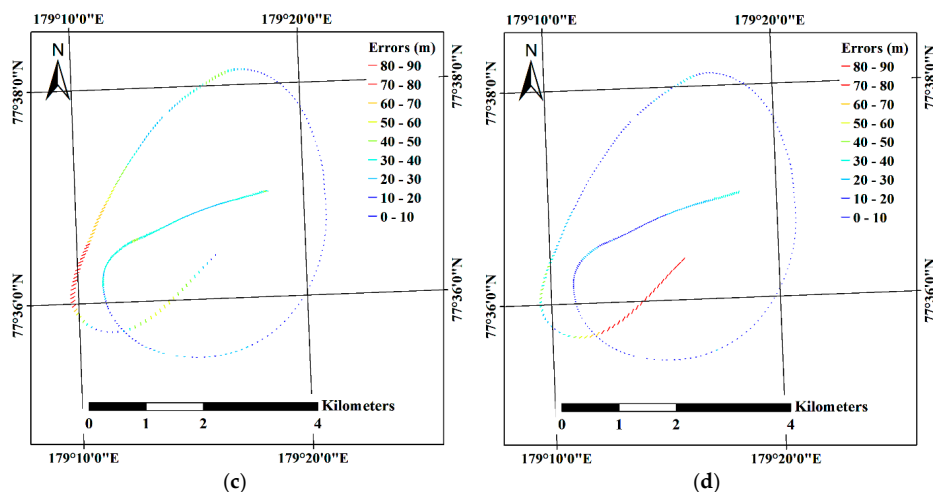 179°10'0"E
179°20'0"E
N
Errors (m)
80 - 90
70 - 80
60 - 70
50 - 60
40 - 50
30 - 40
20 - 30
10 - 20
0 - 10
77°38'0"N
77°38'0"N
77°36'0"N
77°36'0"N
Kilometers
0 1 2 4
179°10'0"E
179°20'0"E
(c)
179°10'0"E
179°20'0"E
N
Errors (m)
80 - 90
70 - 80
60 - 70
50 - 60
40 - 50
30 - 40
20 - 30
10 - 20
0 - 10
77°38'0"N
77°38'0"N
77°36'0"N
77°36'0"N
Kilometers
0 1 2 4
179°10'0"E
179°20'0"E
(d)